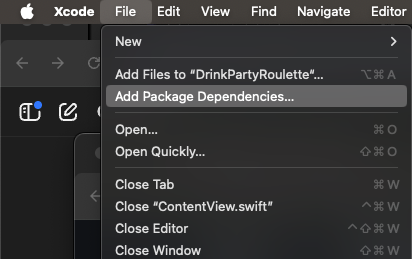 Xcode File Edit View Find Navigate Editor
New
Add Files to “DrinkPartyRoulette”... ⌥⌘A
Add Package Dependencies...
Open... ⌘O
Open Quickly... ⇧⌘O
Close Tab ⌘W
Close “ContentView.swift” ^⌘W
Close Editor ^⇧⌘W
Close Window ⇧⌘W